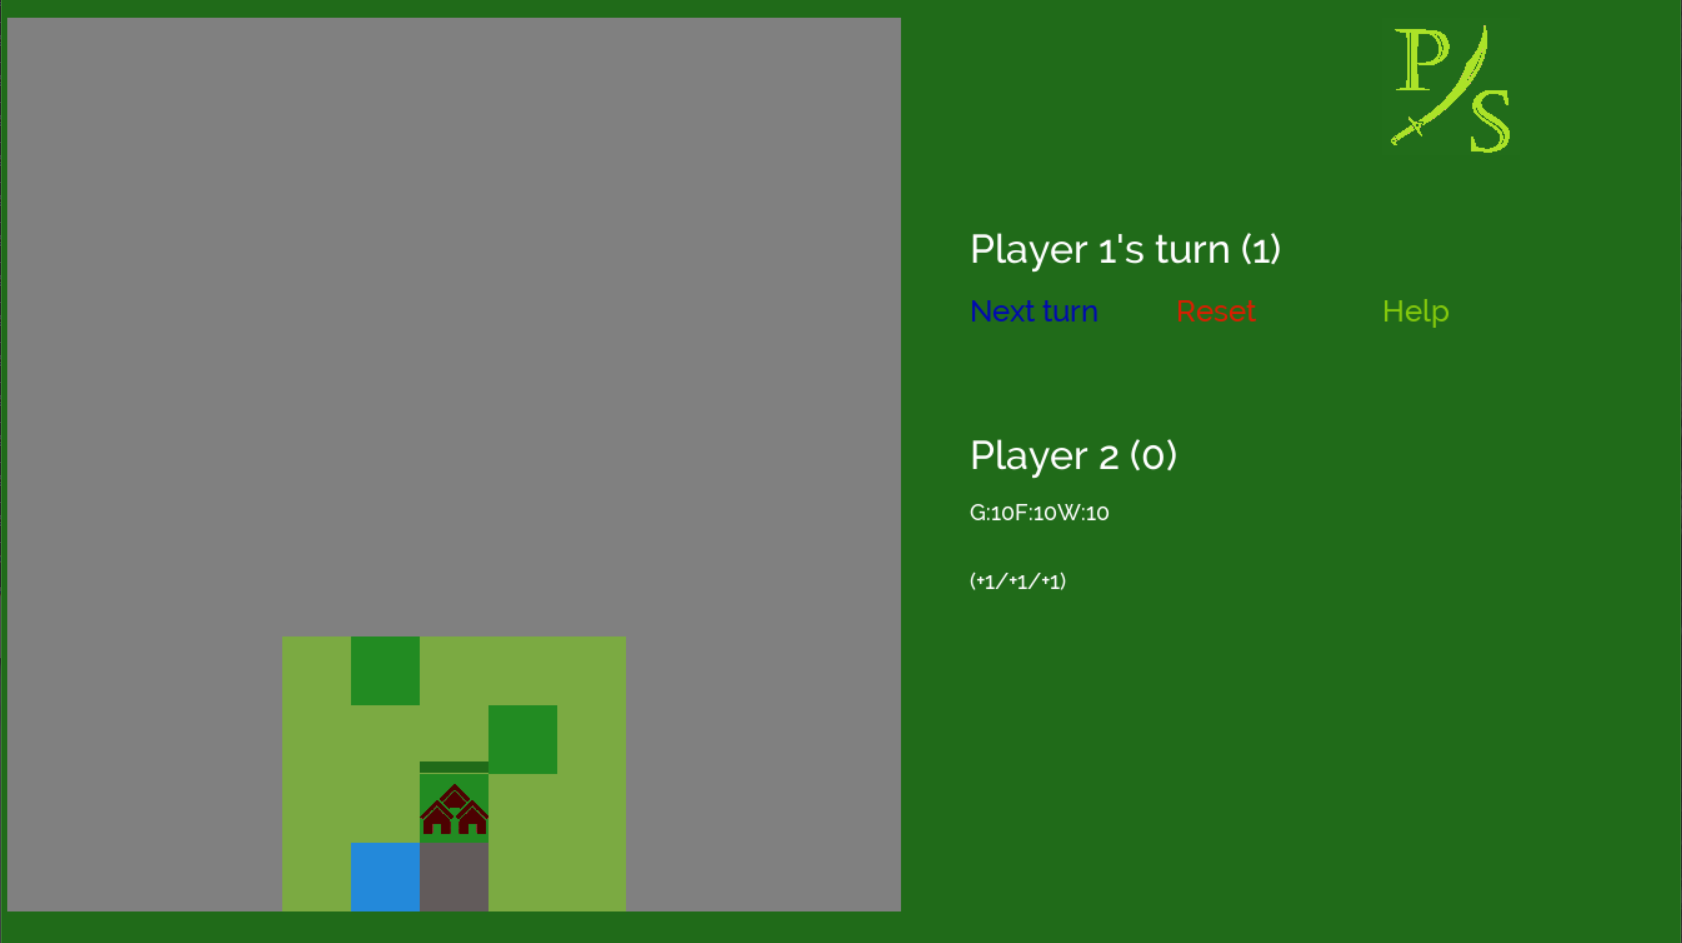 P
S
Player 1's turn (1)
Next turn Reset Help
Player 2 (0)
G:10F:10W:10
(+1/+1/+1)